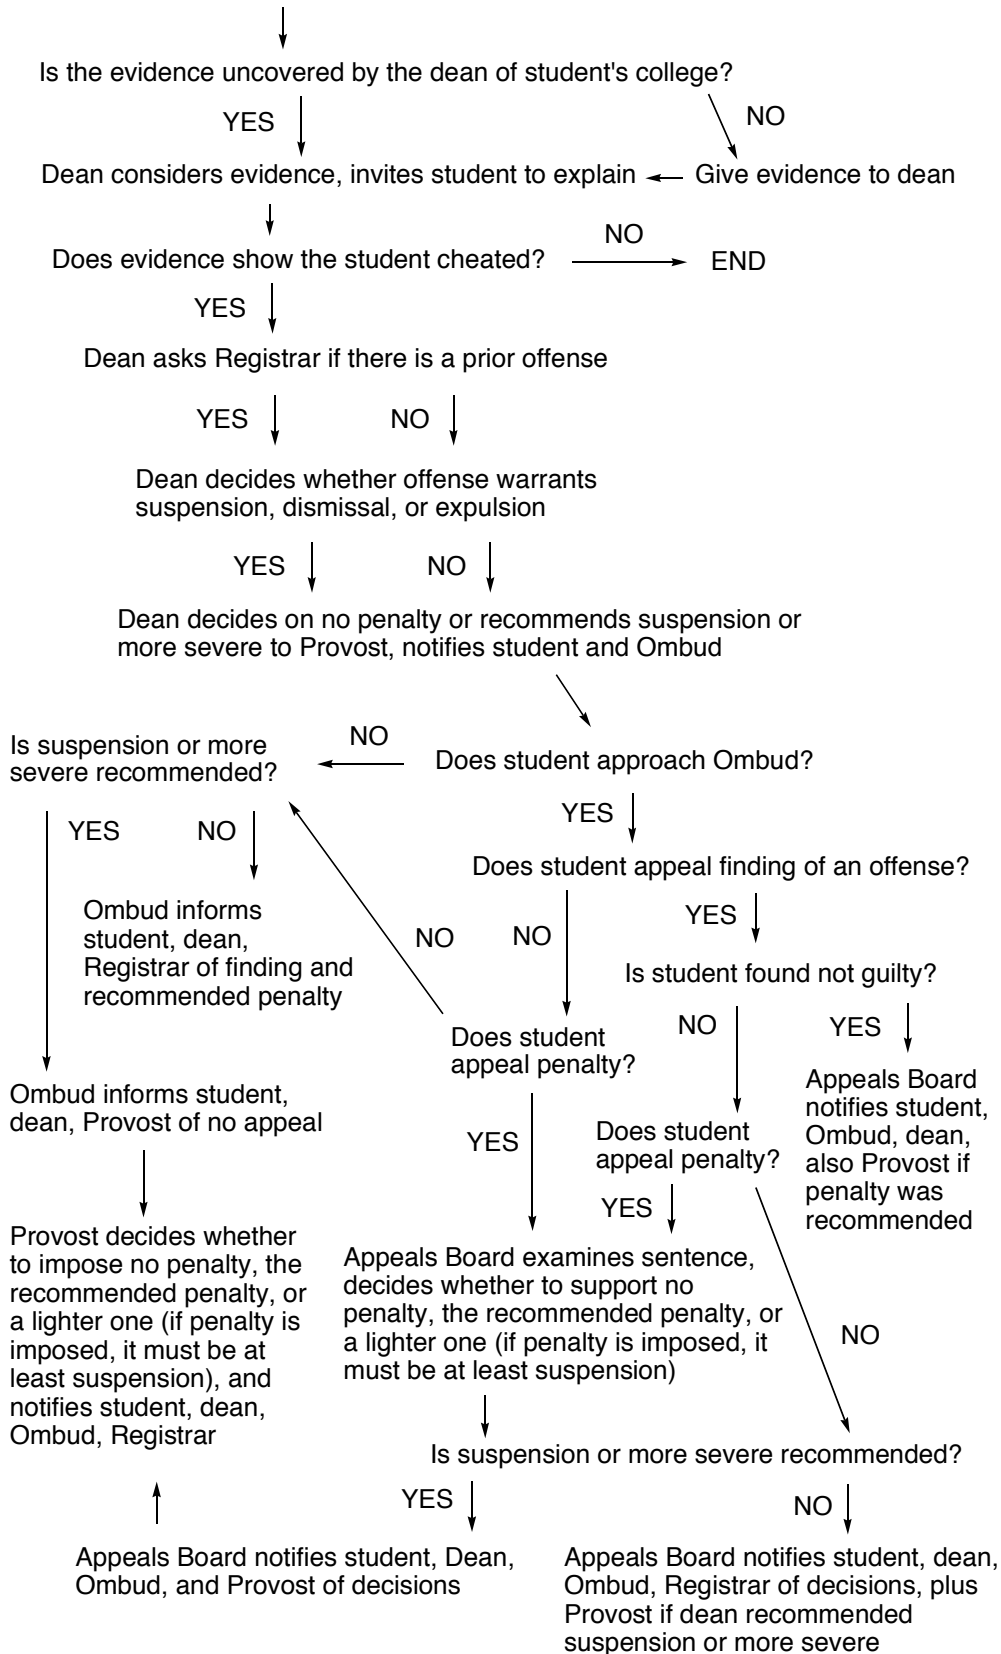 Is the evidence uncovered by the dean of student's college?
YES
NO
Dean considers evidence, invites student to explain
Give evidence to dean
Does evidence show the student cheated?
NO
END
YES
Dean asks Registrar if there is a prior offense
YES
NO
Dean decides whether offense warrants
suspension, dismissal, or expulsion
YES
NO
Dean decides on no penalty or recommends suspension or
more severe to Provost, notifies student and Ombud
Is suspension or more
severe recommended?
NO
Does student approach Ombud?
YES
NO
YES
Does student appeal finding of an offense?
Ombud informs
student, dean,
Registrar of finding and
recommended penalty
NO
NO
YES
Is student found not guilty?
Does student
appeal penalty?
NO
YES
Ombud informs student,
dean, Provost of no appeal
YES
Does student
appeal penalty?
Appeals Board
notifies student,
Ombud, dean,
also Provost if
penalty was
recommended
YES
Provost decides whether
to impose no penalty, the
recommended penalty, or
a lighter one (if penalty is
imposed, it must be at
least suspension), and
notifies student, dean,
Ombud, Registrar
Appeals Board examines sentence,
decides whether to support no
penalty, the recommended penalty, or
a lighter one (if penalty is imposed, it
must be at least suspension)
NO
Is suspension or more severe recommended?
YES
NO
Appeals Board notifies student, Dean,
Ombud, and Provost of decisions
Appeals Board notifies student, dean,
Ombud, Registrar of decisions, plus
Provost if dean recommended
suspension or more severe